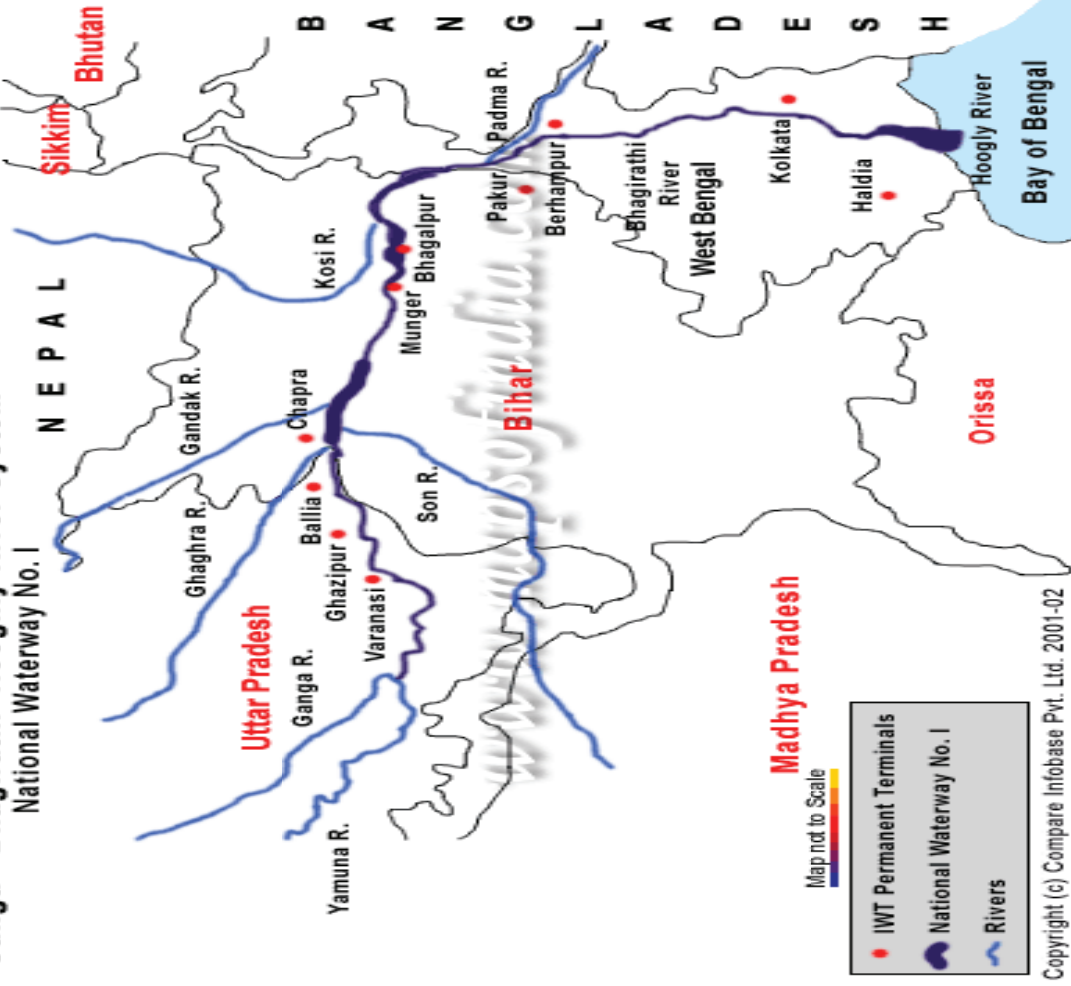 National Waterway No. I
N E P A L
Sikkim
Bhutan
Gandak R.
Ghaghra R.
Kosi R.
Uttar Pradesh
Ganga R.
Yamuna R.
Chapra
Ballia
Ghazipur
Varanasi
Son R.
Munger
Bhagalpur
Bihar
Pakur
Padma R.
Berhampur
Bhagirathi
River
West Bengal
Kolkata
Haldia
Hoogly River
Bay of Bengal
B A N G L A D E S H
Orissa
Madhya Pradesh
Map not to Scale
IWT Permanent Terminals
National Waterway No. I
Rivers
Copyright (c) Compare Infobase Pvt. Ltd. 2001-02